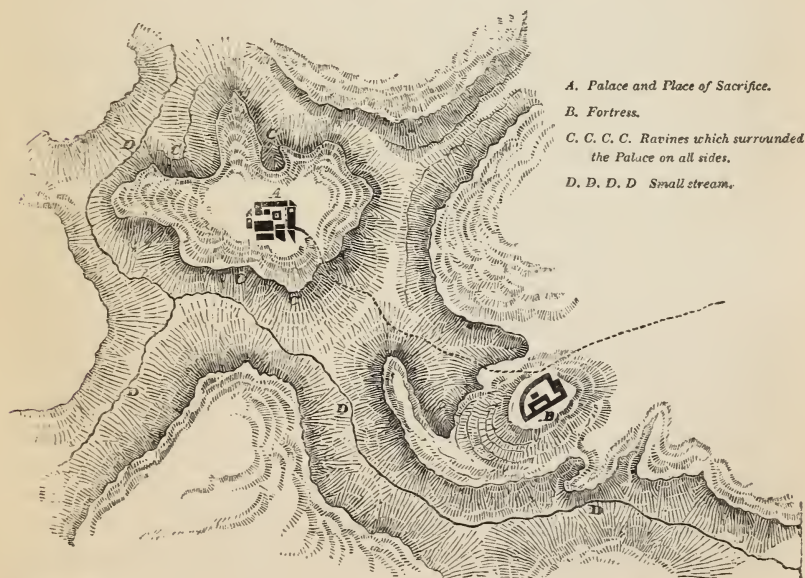 A. Palace and Place of Sacrifice.
B. Fortress.
C. C. C. C. Ravines which surrounded
the Palace on all sides.
D. D. D. D Small stream.
D
C
C
A
C
D
D
B
D